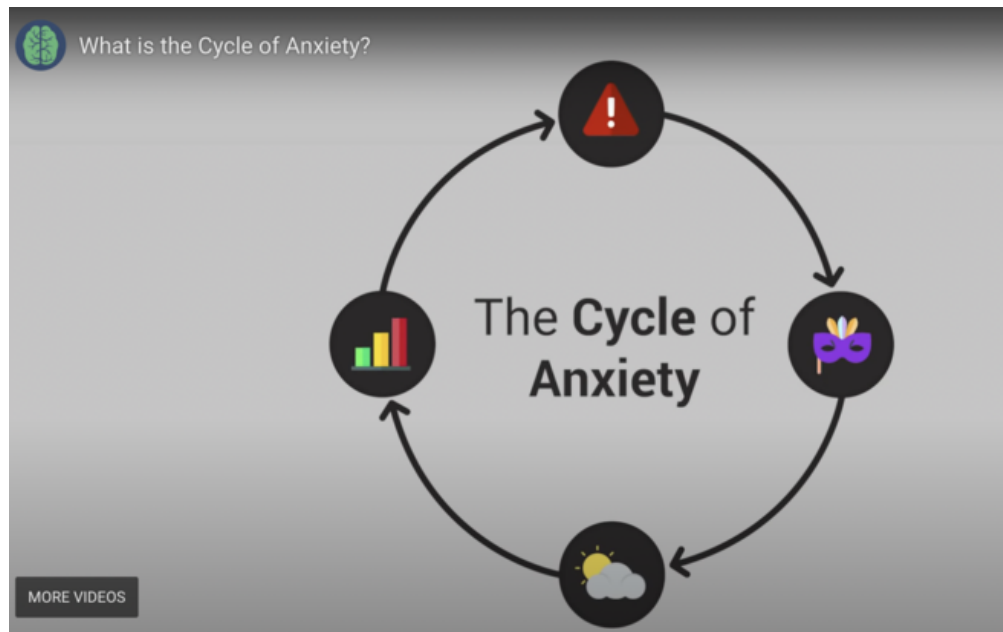 What is the Cycle of Anxiety?
The Cycle of
Anxiety
MORE VIDEOS